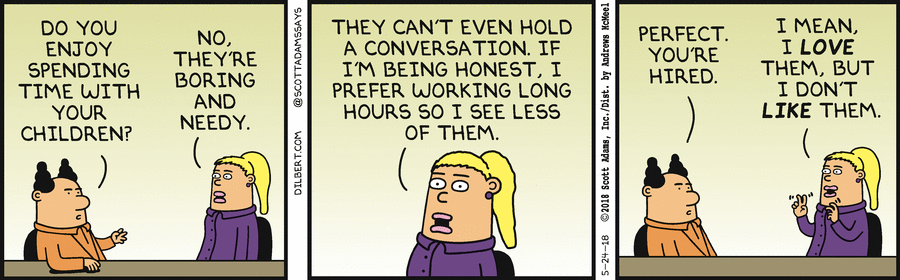 DO YOU
ENJOY
SPENDING
TIME WITH
YOUR
CHILDREN?
NO,
THEY'RE
BORING
AND
NEEDY.
DILBERT.COM @SCOTTADAMSSAYS
THEY CAN'T EVEN HOLD
A CONVERSATION. IF
I'M BEING HONEST, I
PREFER WORKING LONG
HOURS SO I SEE LESS
OF THEM.
5-24-18 ©2018 Scott Adams, Inc./Dist. by Andrews McMeel
PERFECT.
YOU'RE
HIRED.
I MEAN,
I LOVE
THEM, BUT
I DON'T
LIKE THEM.